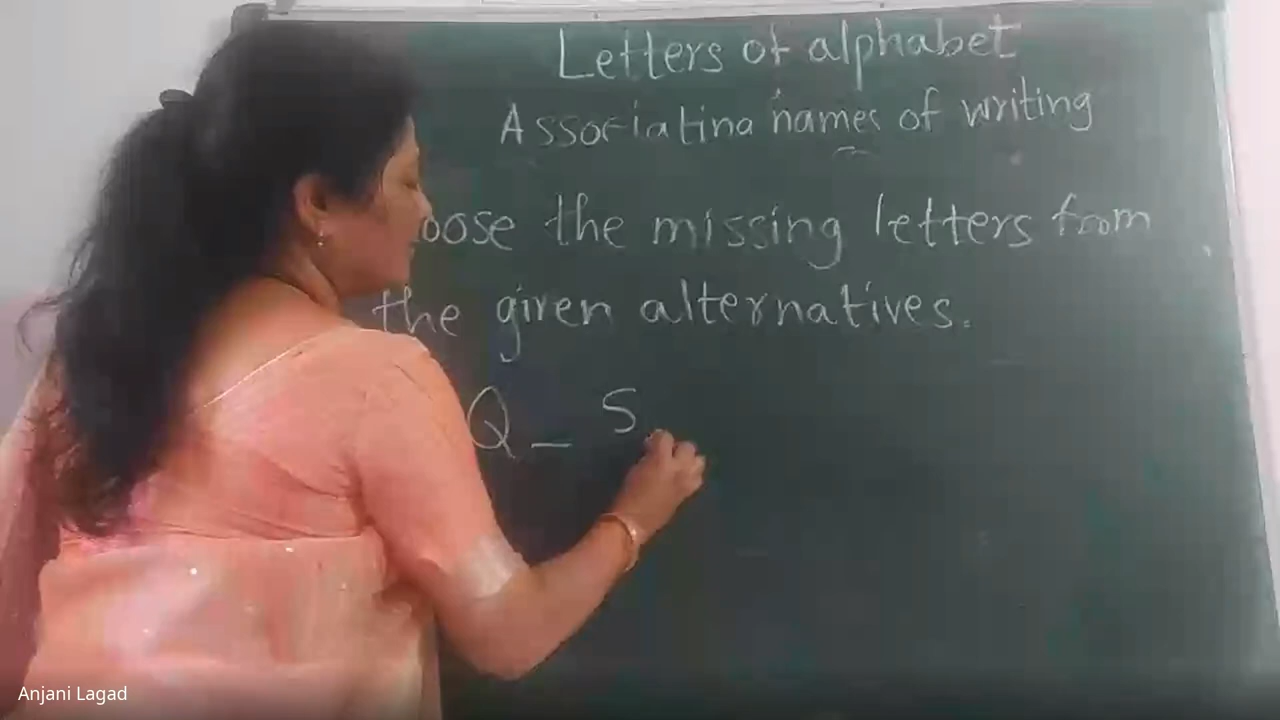 Letters of alphabet
Associating names of writing
oose the missing letters from
the given alternatives.
Q _ S
Anjani Lagad